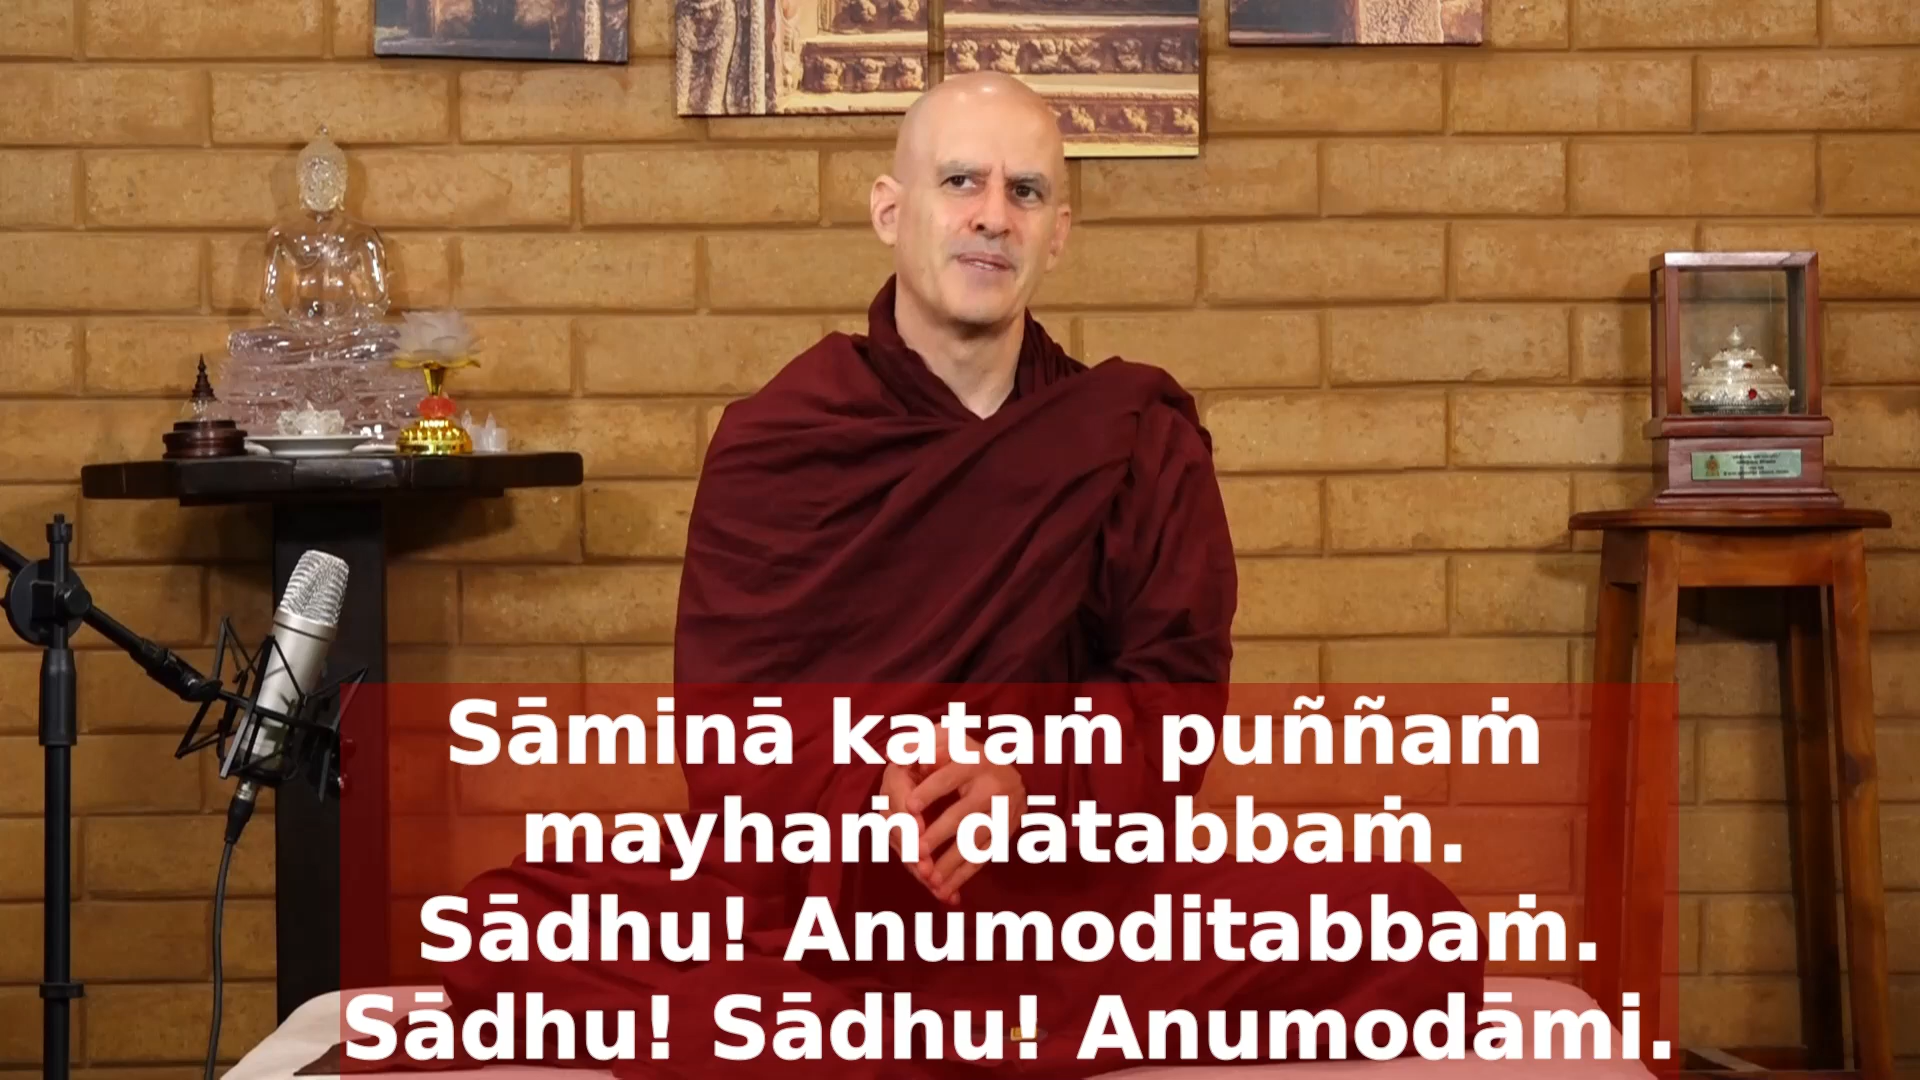 Sāminā kataṁ puññaṁ
mayhaṁ dātabbaṁ.
Sādhu! Anumoditabbaṁ.
Sādhu! Sādhu! Anumodāmi.